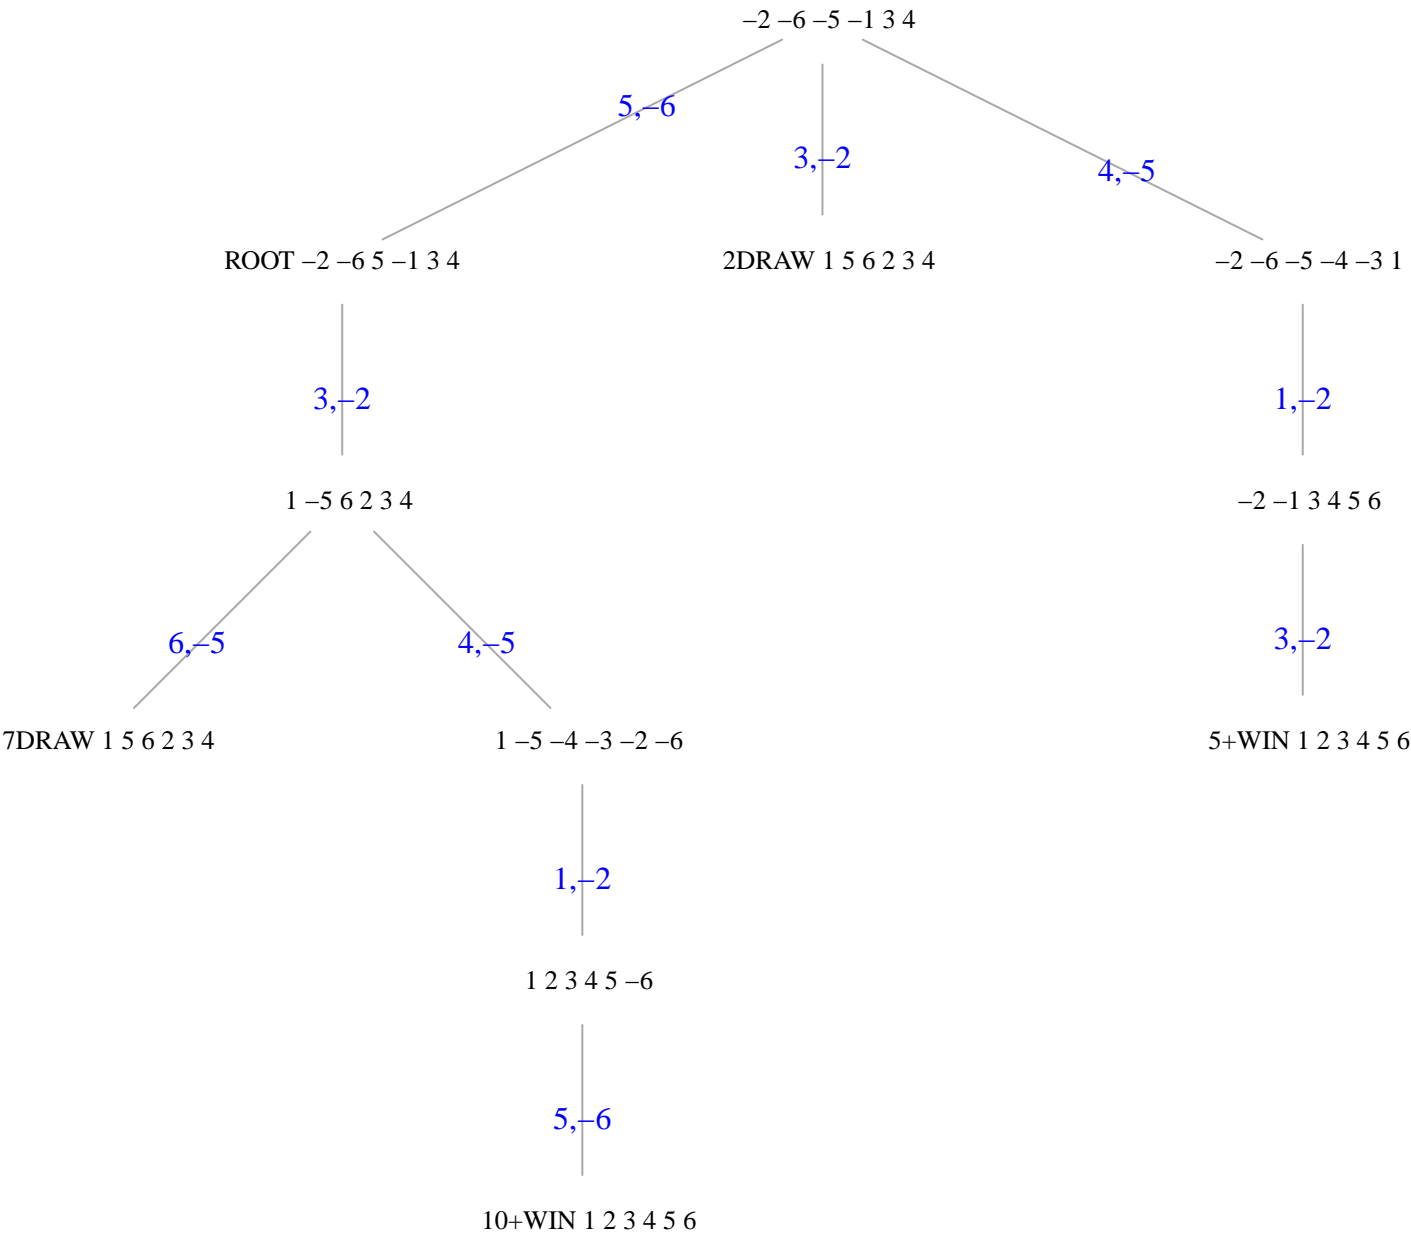 –2 –6 –5 –1 3 4
5,–6
3,–2
4,–5
ROOT –2 –6 5 –1 3 4
2DRAW 1 5 6 2 3 4
–2 –6 –5 –4 –3 1
3,–2
1,–2
1 –5 6 2 3 4
–2 –1 3 4 5 6
6,–5
4,–5
3,–2
7DRAW 1 5 6 2 3 4
1 –5 –4 –3 –2 –6
5+WIN 1 2 3 4 5 6
1,–2
1 2 3 4 5 –6
5,–6
10+WIN 1 2 3 4 5 6